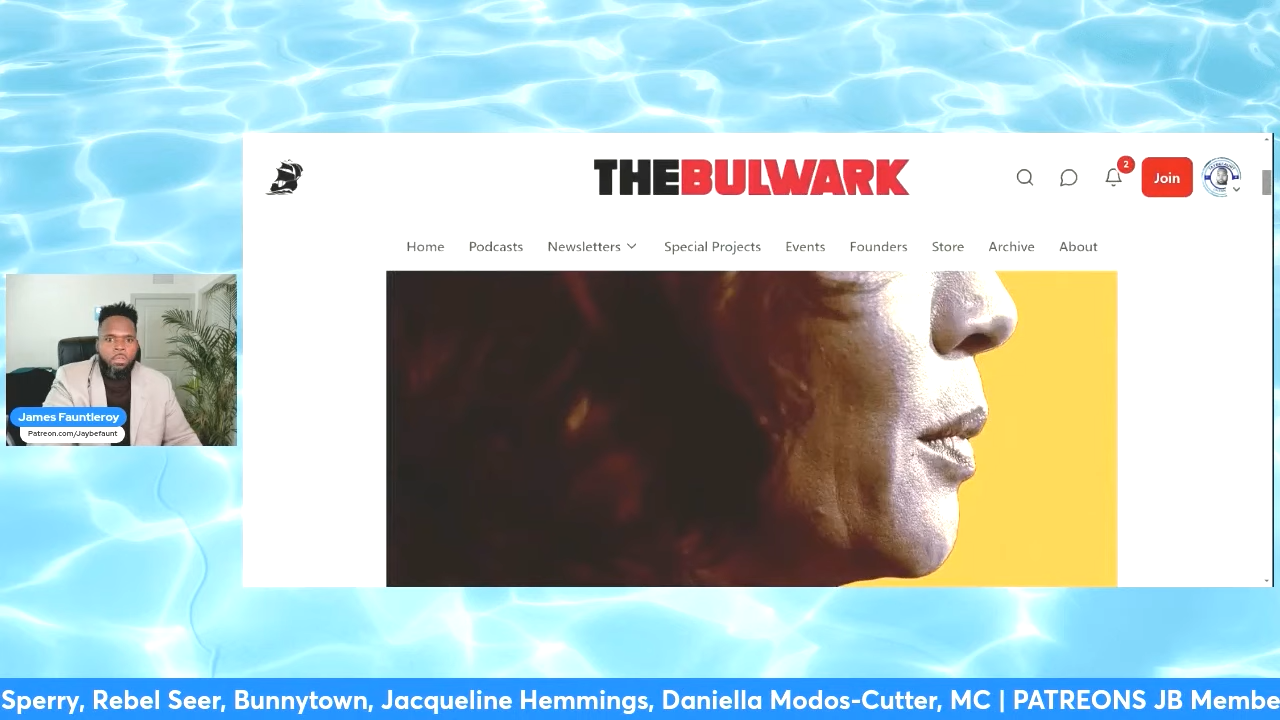 THEBULWARK
2
Join
Home Podcasts Newsletters Special Projects Events Founders Store Archive About
James Fauntleroy
Patreon.com/Jaybefaunt
Sperry, Rebel Seer, Bunnytown, Jacqueline Hemmings, Daniella Modos-Cutter, MC | PATREONS JB Membe